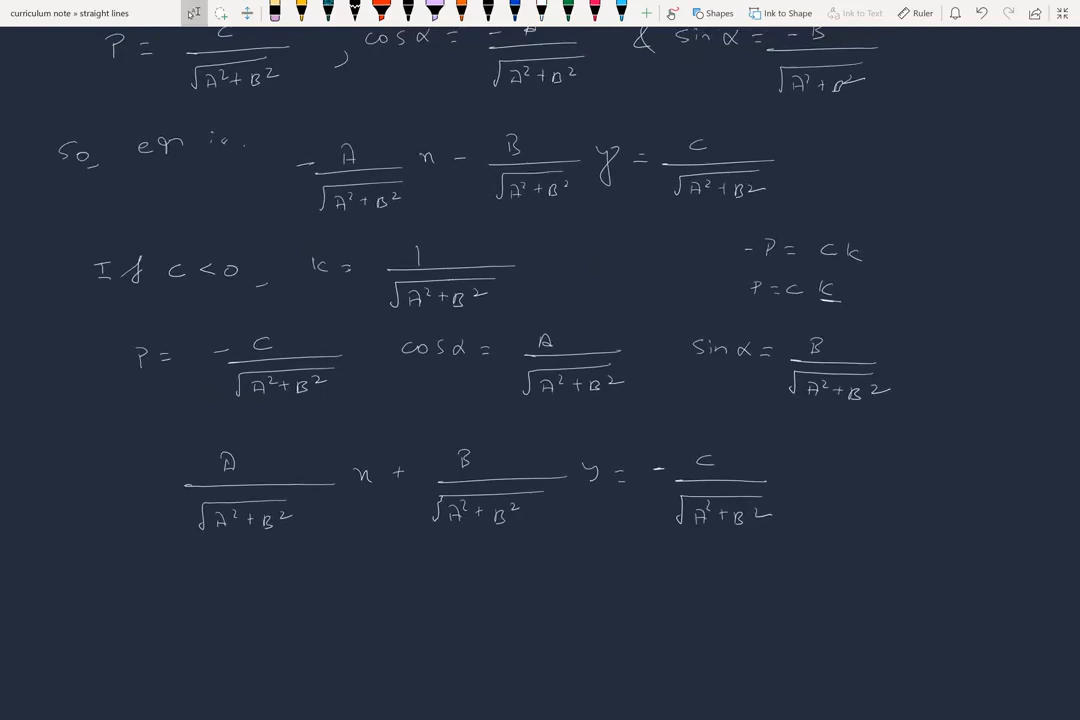 curriculum note » straight lines
Shapes Ink to Shape Ink to Text Ruler
P = C / √A²+B² , cos α = -A / √A²+B² & sin α = -B / √A²+B²
So, eqn is. - A / √A²+B² x - B / √A²+B² y = C / √A²+B²
If C < 0, K = 1 / √A²+B²
-P = CK
P = CK
P = - C / √A²+B² cos α = A / √A²+B² sin α = B / √A²+B²
A / √A²+B² x + B / √A²+B² y = - C / √A²+B²